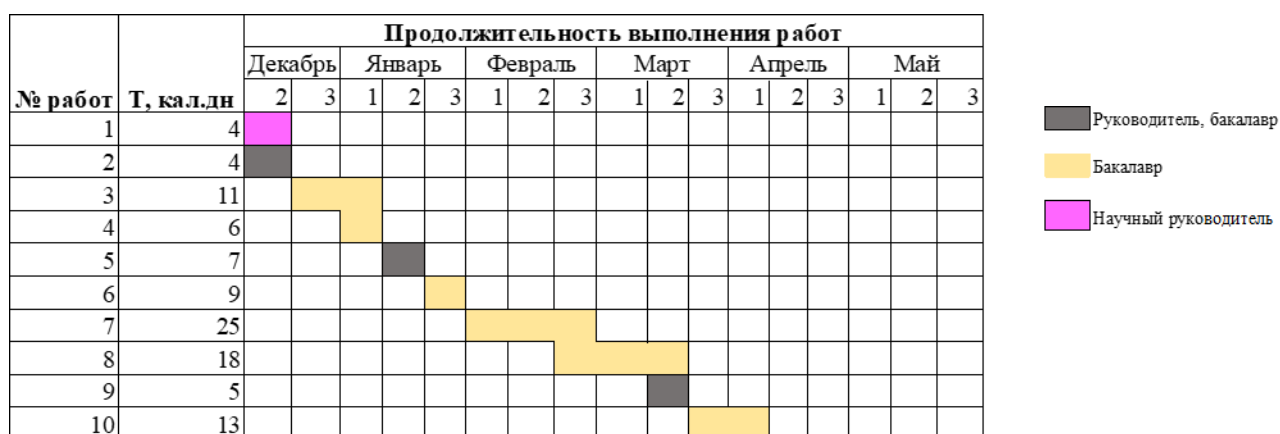 Продолжительность выполнения работ
Декабрь Январь Февраль Март Апрель Май
№ работ Т, кал.дн 2 3 1 2 3 1 2 3 1 2 3 1 2 3 1 2 3
1 4
2 4
3 11
4 6
5 7
6 9
7 25
8 18
9 5
10 13
Руководитель, бакалавр
Бакалавр
Научный руководитель